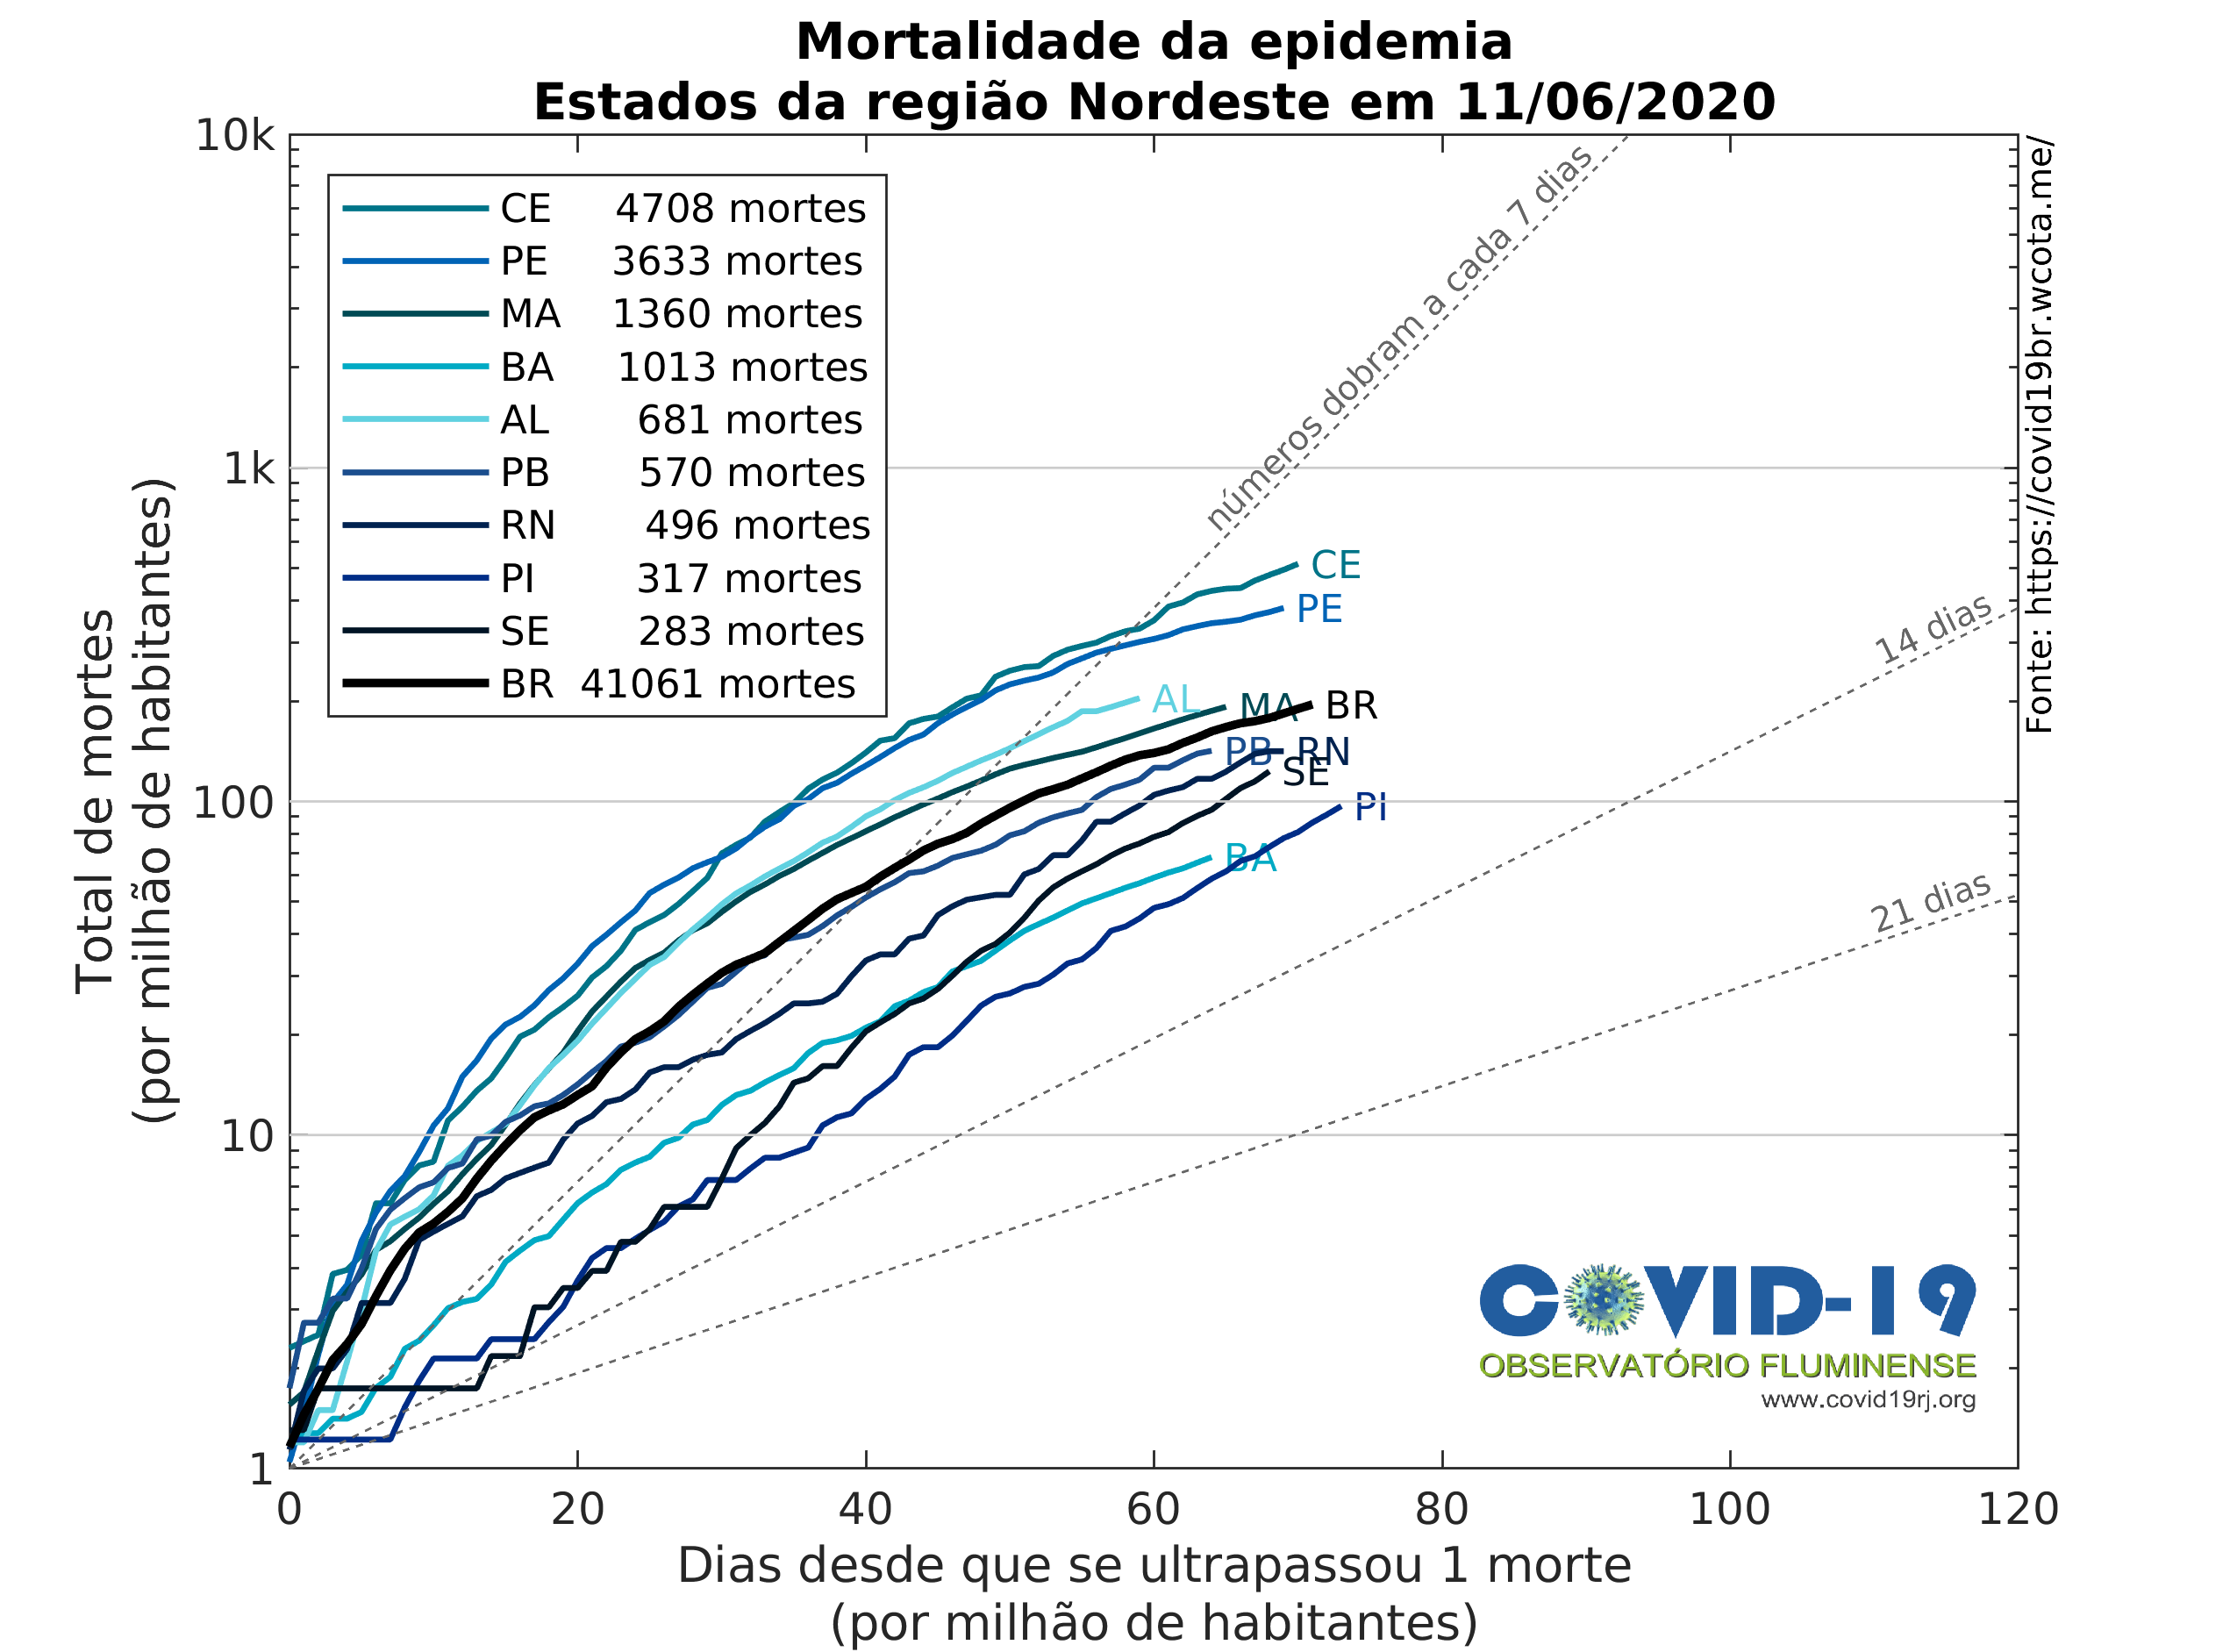 Mortalidade da epidemia
Estados da região Nordeste em 11/06/2020
Total de mortes
(por milhão de habitantes)
10k
1k
100
10
1
CE 4708 mortes
PE 3633 mortes
MA 1360 mortes
BA 1013 mortes
AL 681 mortes
PB 570 mortes
RN 496 mortes
PI 317 mortes
SE 283 mortes
BR 41061 mortes
números dobram a cada 7 dias
14 dias
21 dias
CE
PE
AL
MA
BR
PB
RN
SE
PI
BA
Fonte: https://covid19br.wcota.me/
COVID-19
OBSERVATÓRIO FLUMINENSE
www.covid19rj.org
0 20 40 60 80 100 120
Dias desde que se ultrapassou 1 morte
(por milhão de habitantes)